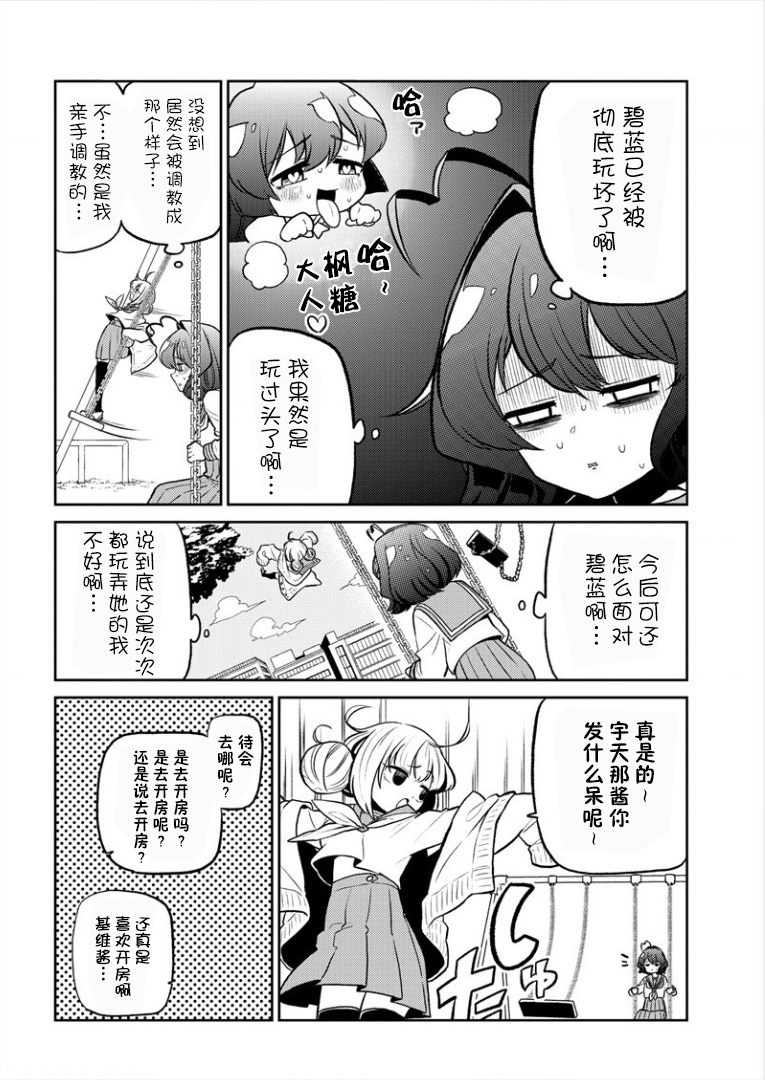 碧蓝已经被
彻底玩坏了啊…
哈?
哈~
枫糖
大人♡
我果然是
玩过头了啊…
没想到
居然会被调教成
那个样子…
不…虽然是我
亲手调教的…
今后可还
怎么面对
碧蓝啊…
说到底还是次次
都玩弄她的我
不好啊…
真是的~
宇天那酱你
发什么呆呢~
待会
去哪呢?
是去开房吗?
是去开房呢?
还是说去开房?
还真是
喜欢开房啊
基维酱…